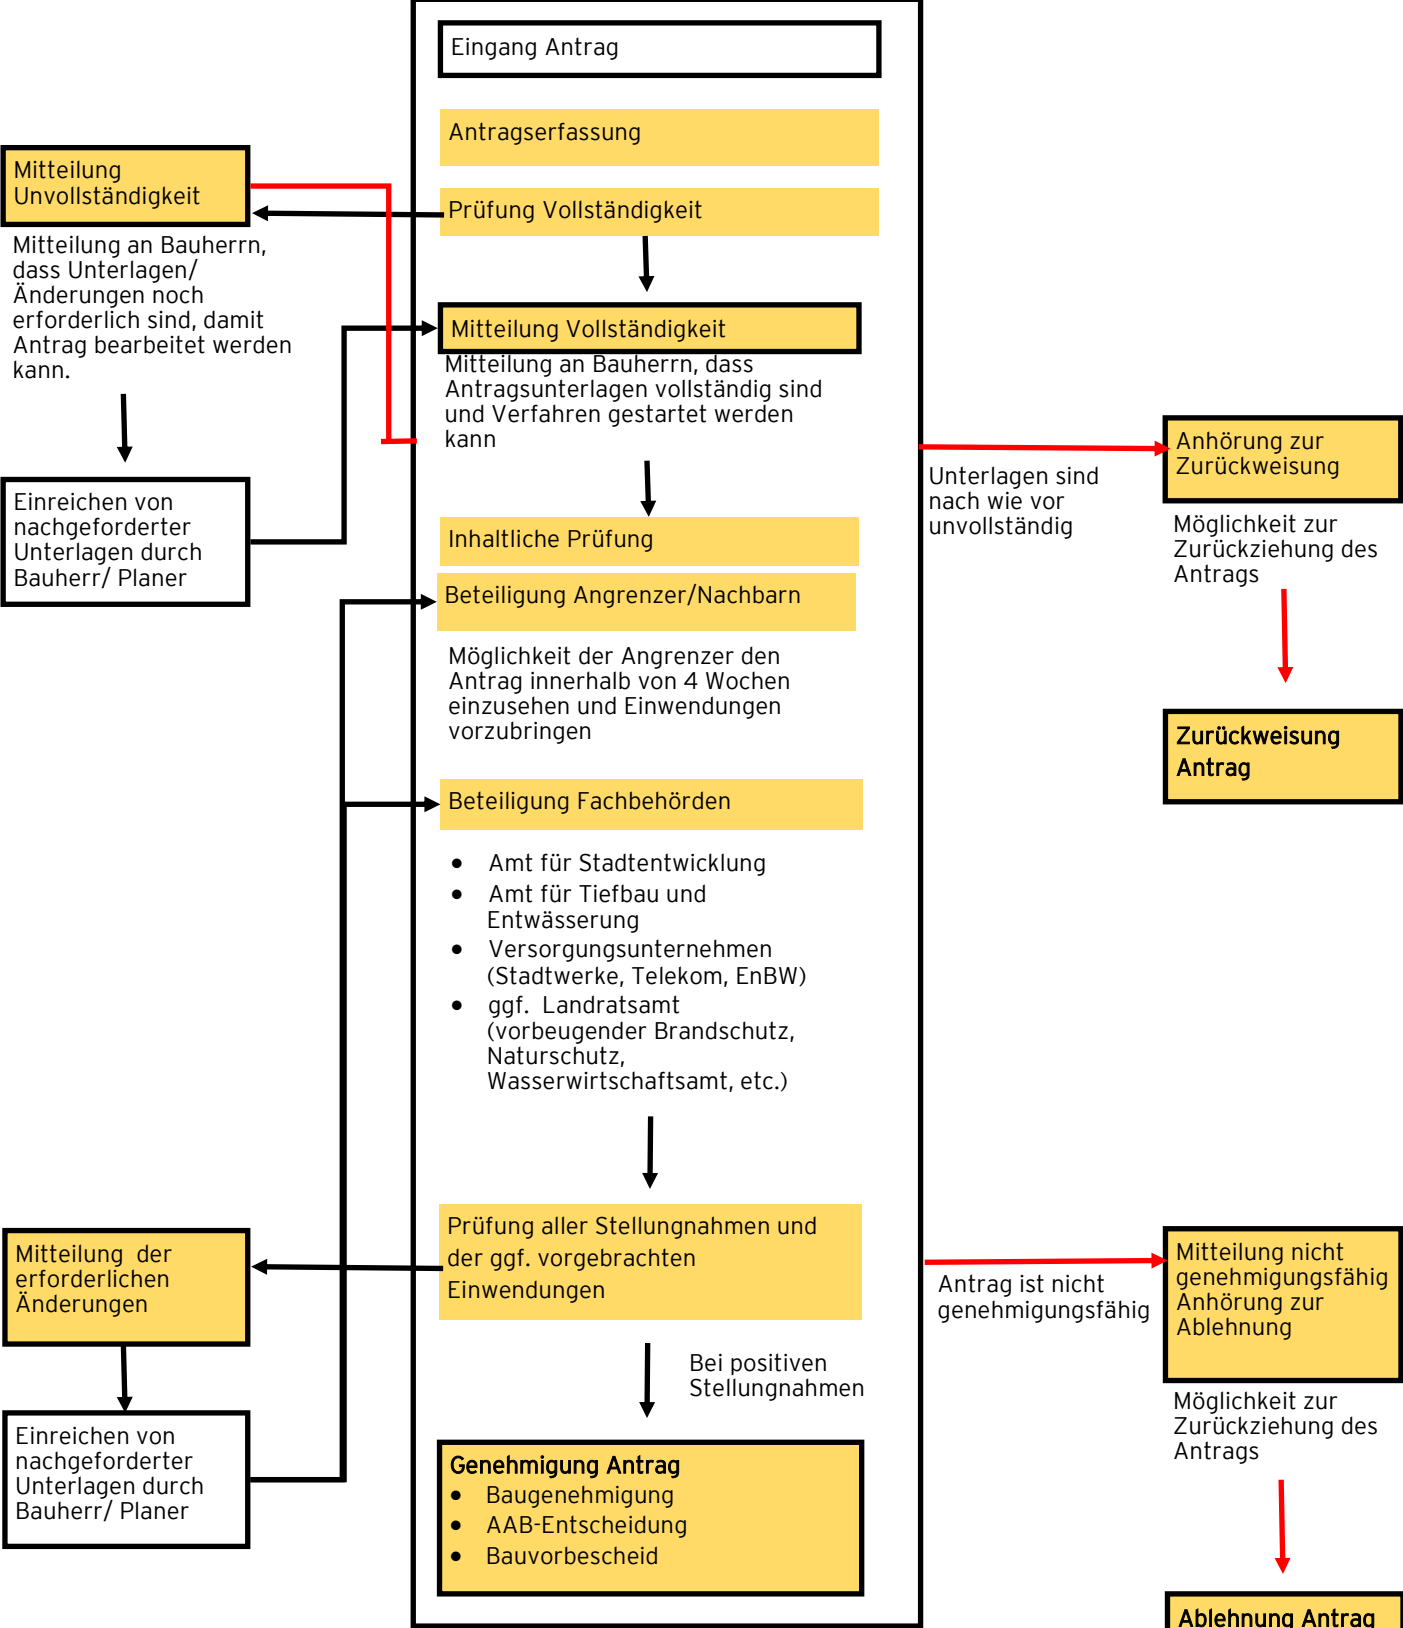 Eingang Antrag
Antragserfassung
Prüfung Vollständigkeit
Mitteilung
Unvollständigkeit
Mitteilung an Bauherrn,
dass Unterlagen/
Änderungen noch
erforderlich sind, damit
Antrag bearbeitet werden
kann.
Einreichen von
nachgeforderter
Unterlagen durch
Bauherr/ Planer
Mitteilung Vollständigkeit
Mitteilung an Bauherrn, dass
Antragsunterlagen vollständig sind
und Verfahren gestartet werden
kann
Unterlagen sind
nach wie vor
unvollständig
Anhörung zur
Zurückweisung
Möglichkeit zur
Zurückziehung des
Antrags
Zurückweisung
Antrag
Inhaltliche Prüfung
Beteiligung Angrenzer/Nachbarn
Möglichkeit der Angrenzer den
Antrag innerhalb von 4 Wochen
einzusehen und Einwendungen
vorzubringen
Beteiligung Fachbehörden
• Amt für Stadtentwicklung
• Amt für Tiefbau und
Entwässerung
• Versorgungsunternehmen
(Stadtwerke, Telekom, EnBW)
• ggf. Landratsamt
(vorbeugender Brandschutz,
Naturschutz,
Wasserwirtschaftsamt, etc.)
Prüfung aller Stellungnahmen und
der ggf. vorgebrachten
Einwendungen
Mitteilung der
erforderlichen
Änderungen
Einreichen von
nachgeforderter
Unterlagen durch
Bauherr/ Planer
Antrag ist nicht
genehmigungsfähig
Mitteilung nicht
genehmigungsfähig
Anhörung zur
Ablehnung
Möglichkeit zur
Zurückziehung des
Antrags
Ablehnung Antrag
Bei positiven
Stellungnahmen
Genehmigung Antrag
• Baugenehmigung
• AAB-Entscheidung
• Bauvorbescheid